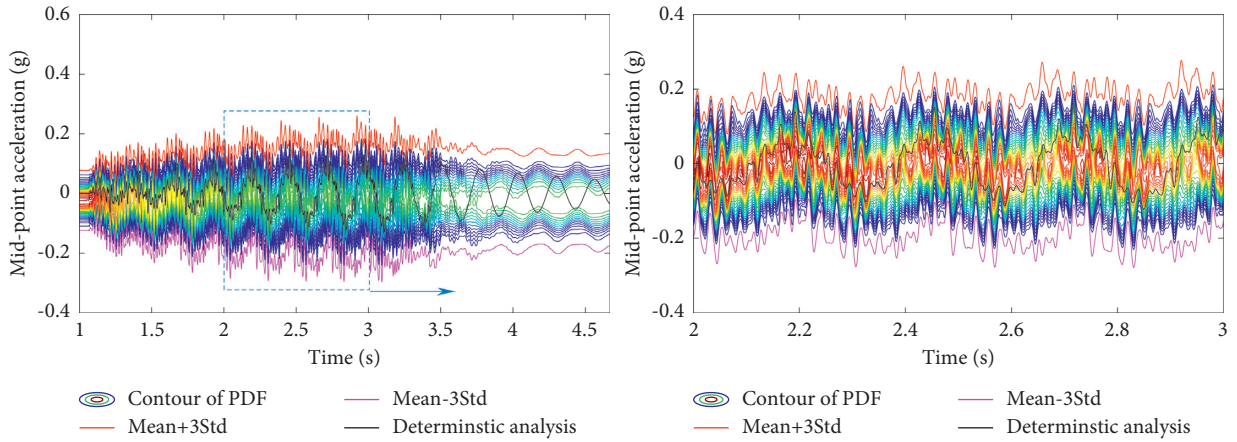 Mid-point acceleration (g)
0.6
0.4
0.2
0
-0.2
-0.4
1
1.5
2
2.5
3
3.5
4
4.5
Time (s)
Contour of PDF
Mean+3Std
Mean-3Std
Determinstic analysis
Mid-point acceleration (g)
0.4
0.2
0
-0.2
-0.4
2
2.2
2.4
2.6
2.8
3
Time (s)
Contour of PDF
Mean+3Std
Mean-3Std
Determinstic analysis